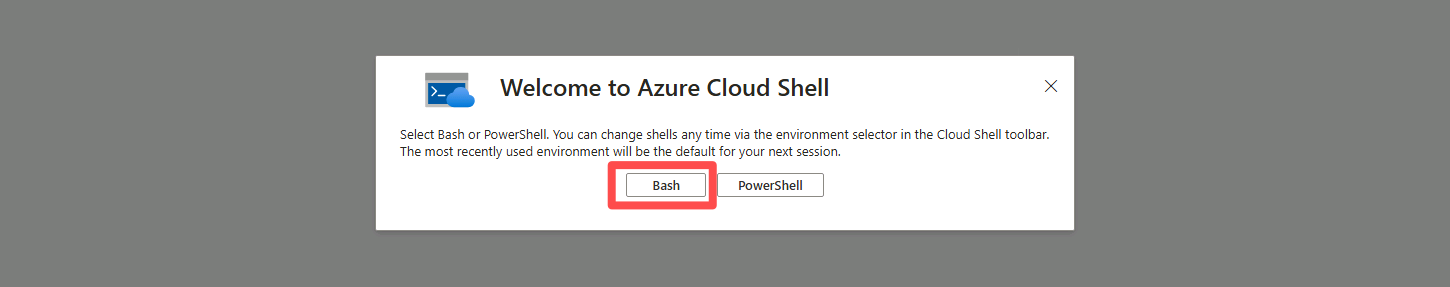 Welcome to Azure Cloud Shell
Select Bash or PowerShell. You can change shells any time via the environment selector in the Cloud Shell toolbar.
The most recently used environment will be the default for your next session.
Bash PowerShell